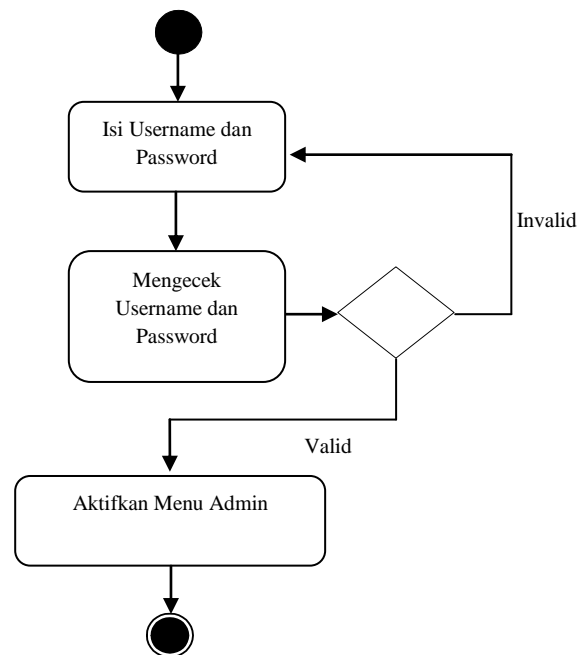 Isi Username dan
Password
Invalid
Mengecek
Username dan
Password
Valid
Aktifkan Menu Admin